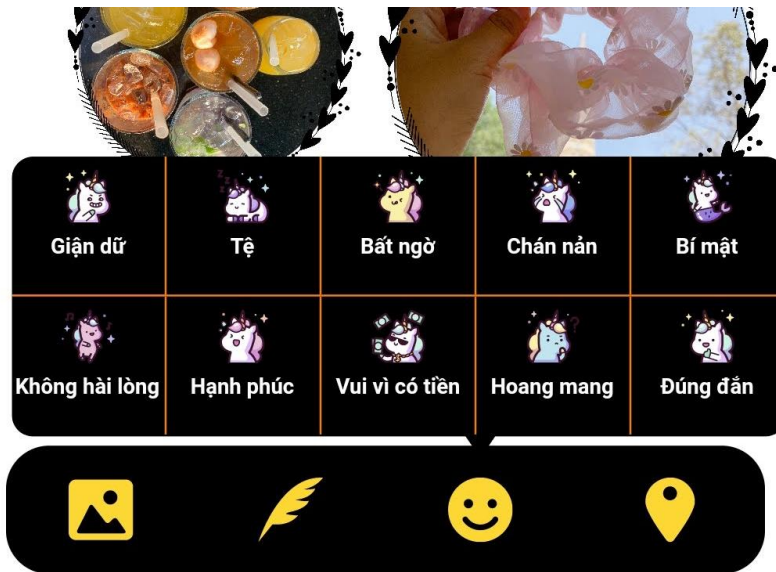 Giận dữ
Tệ
Bất ngờ
Chán nản
Bí mật
Không hài lòng
Hạnh phúc
Vui vì có tiền
Hoang mang
Đúng đắn